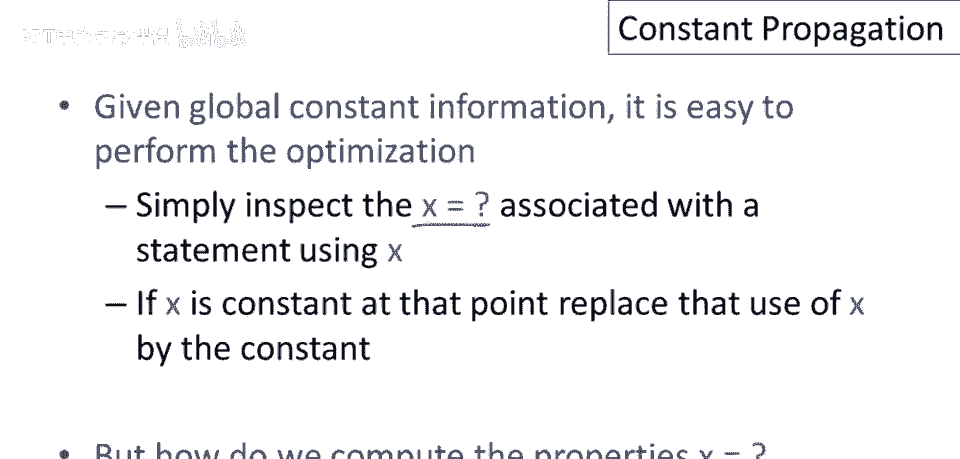 Constant Propagation
• Given global constant information, it is easy to
perform the optimization
– Simply inspect the x = ? associated with a
statement using x
– If x is constant at that point replace that use of x
by the constant
• But how do we compute the properties x = ?